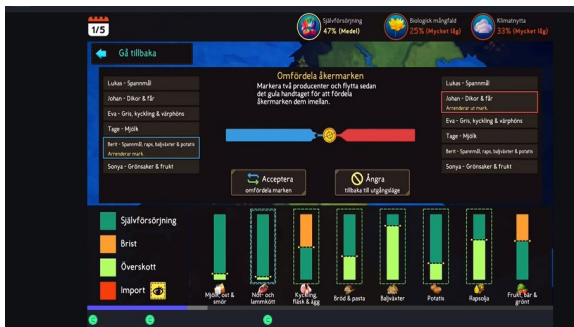 1/5
Självförsörjning
47% (Medel)
Biologisk mångfald
25% (Mycket låg)
Klimatnytta
33% (Mycket låg)
Gå tillbaka
Omfördela åkermarken
Markera två producenter och flytta sedan
det gula handtaget för att fördela
åkermarken dem imellan.
Lukas - Spannmål
Johan - Dikor & får
Eva - Gris, kyckling & värphöns
Tage - Mjölk
Berit - Spannmål, raps, baljväxter & potatis
Arrenderar mark
Sonya - Grönsaker & frukt
Lukas - Spannmål
Johan - Dikor & får
Arrenderar ut mark
Eva - Gris, kyckling & värphöns
Tage - Mjölk
Berit - Spannmål, raps, baljväxter & potatis
Sonya - Grönsaker & frukt
Acceptera
omfördela marken
Ångra
tillbaka till utgångsläge
Självförsörjning
Brist
Överskott
Import
Mjölk, ost &
smör
Nöt- och
lammkött
Kyckling,
fläsk & ägg
Bröd & pasta
Baljväxter
Potatis
Rapsolja
Frukt, bär &
grönt